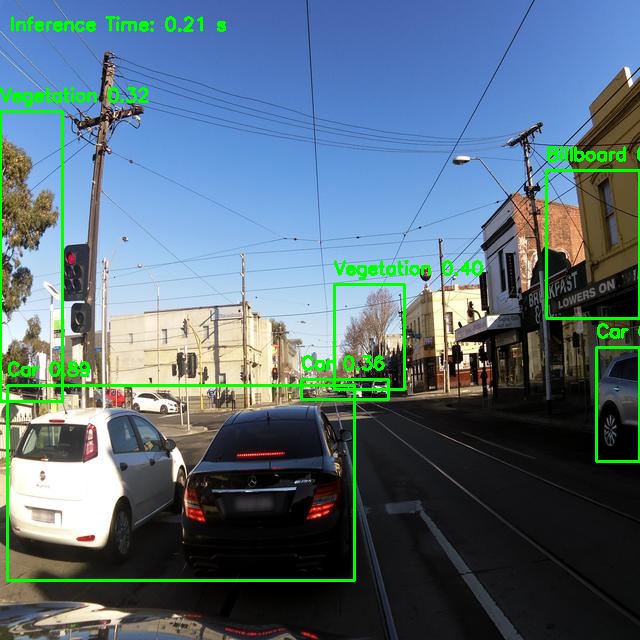 Inference Time: 0.21 s
Vegetation 0.32
Billboard
Vegetation 0.40
BREAKFAST
&
LOWERS ON
Car
Car 0.36
Car 0.89